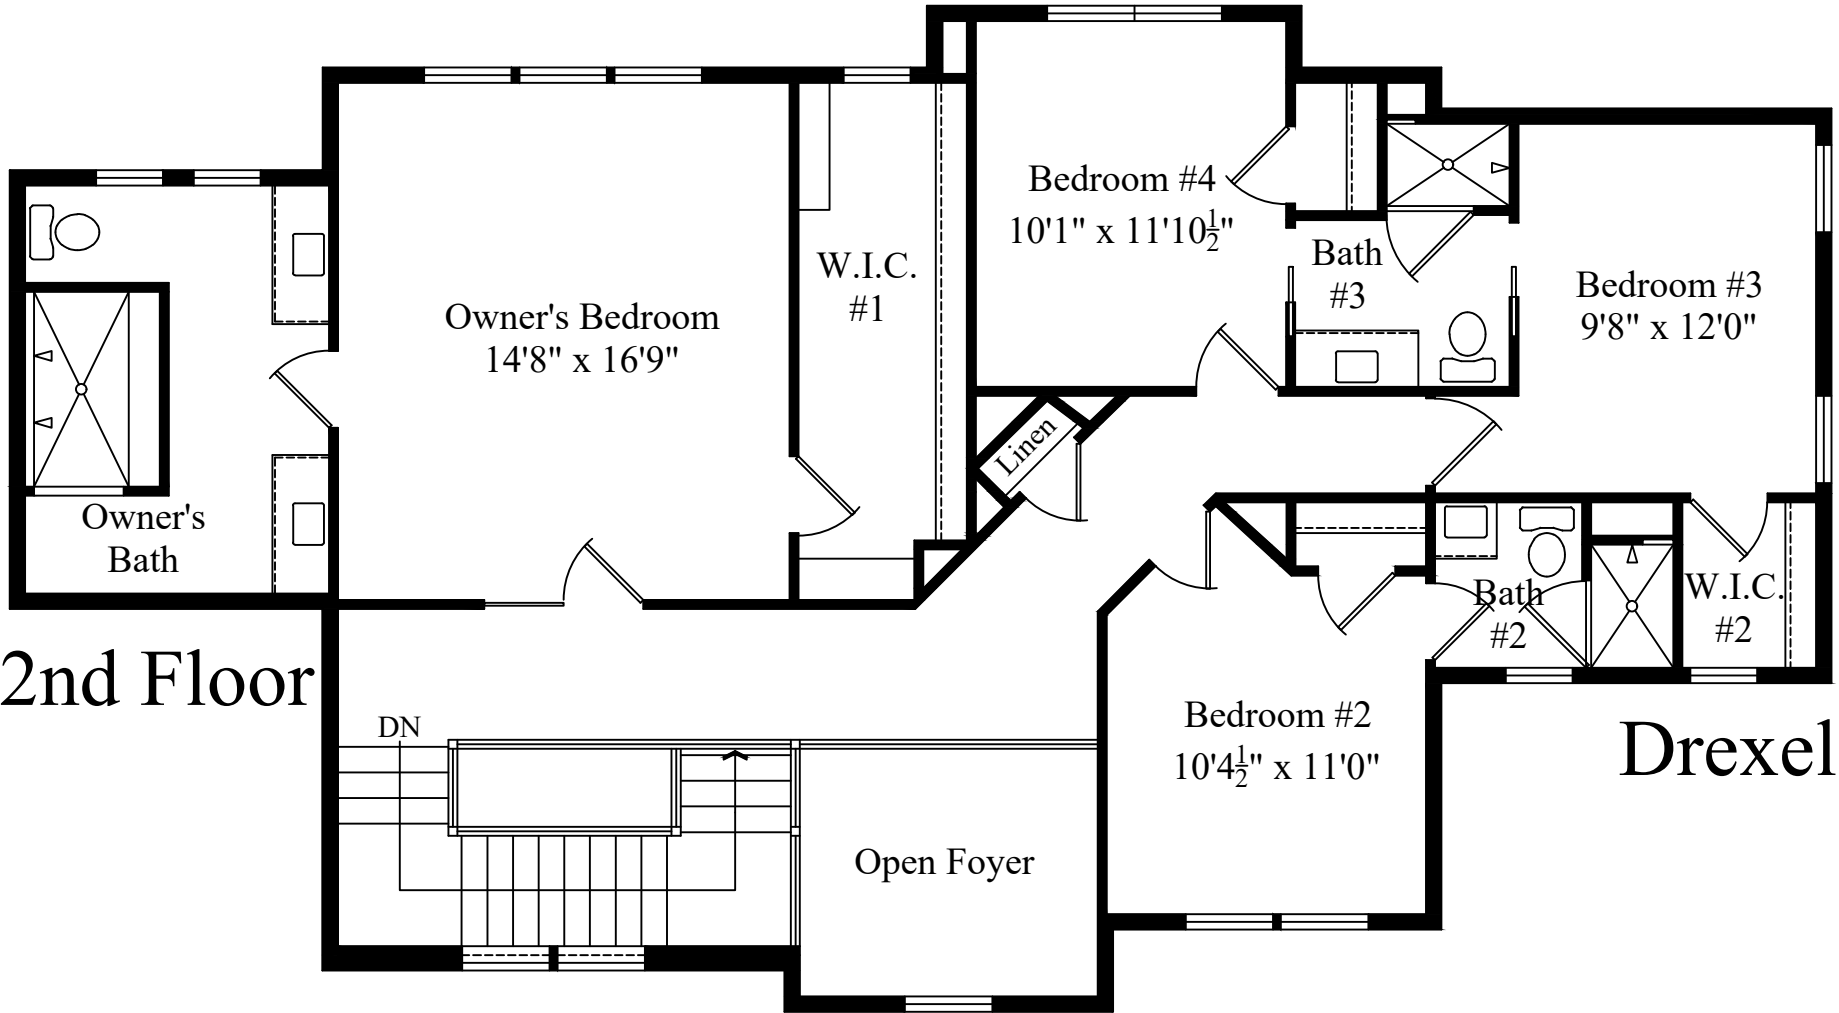 Bedroom #4
10'1" x 11'10½"
Bath
#3
W.I.C.
#1
Bedroom #3
9'8" x 12'0"
Owner's Bedroom
14'8" x 16'9"
Linen
Owner's
Bath
Bath
#2
W.I.C.
#2
2nd Floor
DN
Bedroom #2
10'4½" x 11'0"
Drexel
Open Foyer